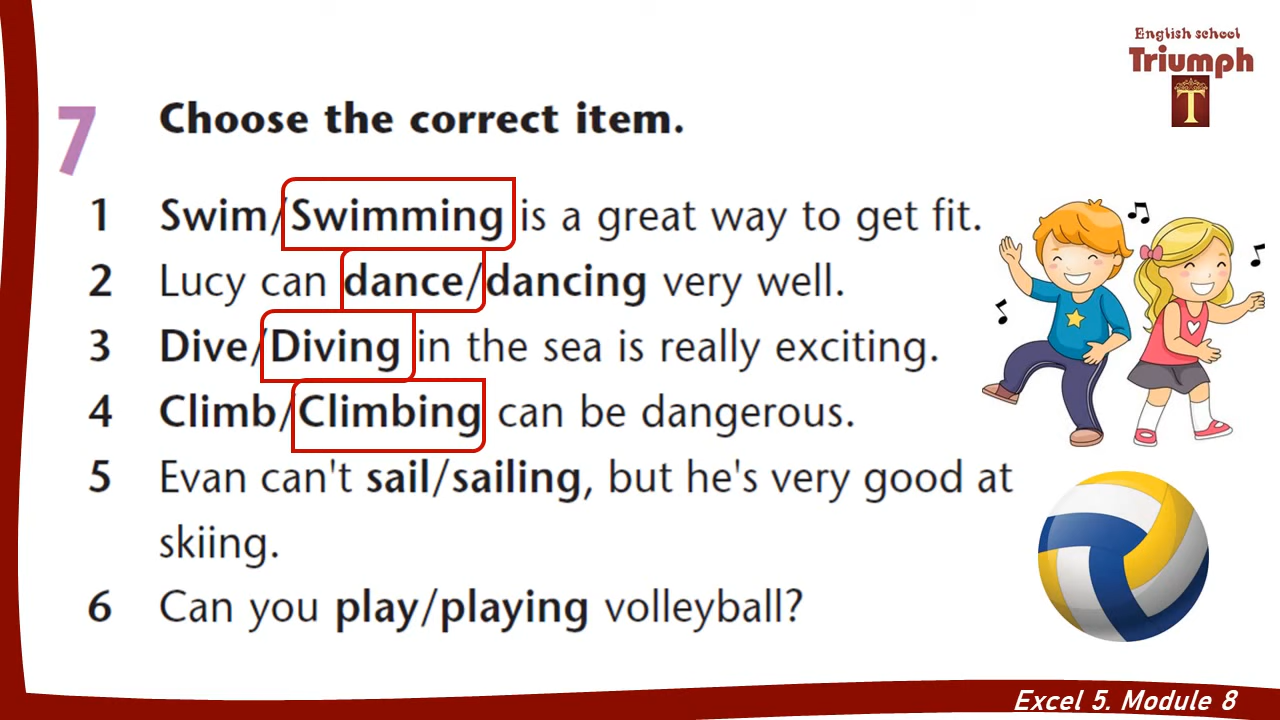 English school
Triumph
T
7 Choose the correct item.
1 Swim/Swimming is a great way to get fit.
2 Lucy can dance/dancing very well.
3 Dive/Diving in the sea is really exciting.
4 Climb/Climbing can be dangerous.
5 Evan can't sail/sailing, but he's very good at
skiing.
6 Can you play/playing volleyball?
Excel 5. Module 8